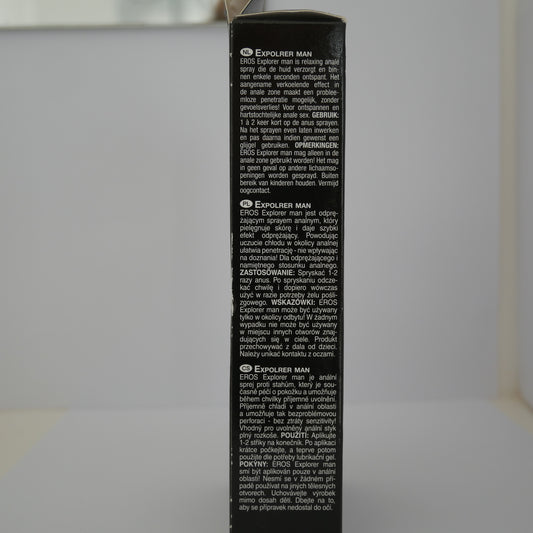 NL EXPOLRER MAN
EROS Explorer man is relaxing anale
spray die de huid verzorgt en bin-
nen enkele seconden ontspant. Het
aangename verkoelende effect in
de anale zone maakt een problee-
mloze penetratie mogelijk, zonder
gevoelsverlies! Voor ontspannen en
hartstochtelijke anale sex. GEBRUIK:
1 à 2 keer kort op de anus sprayen.
Na het sprayen even laten inwerken
en pas daarna indien gewenst een
glijgel gebruiken. OPMERKINGEN:
EROS Explorer man mag alleen in de
anale zone gebruikt worden! Het mag
in geen geval op andere lichaamso-
peningen worden gesprayd. Buiten
bereik van kinderen houden. Vermijd
oogcontact.
PL EXPOLRER MAN
EROS Explorer man jest odprę-
żającym sprayem analnym, który
pielęgnuje skórę i daje szybki
efekt odprężający. Powodując
uczucie chłodu w okolicy analnej
ułatwia penetrację - nie wpływając
na doznania! Dla odprężającego i
namiętnego stosunku analnego.
ZASTOSOWANIE: Spryskać 1-2
razy anus. Po spryskaniu odcze-
kać chwilę i dopiero wówczas
użyć w razie potrzeby żelu pośli-
zgowego. WSKAZÓWKI: EROS
Explorer man może być używany
tylko w okolicy odbytu! W żadnym
wypadku nie może być używany
w miejscu innych otworów znaj-
dujących się w ciele. Produkt
przechowywać z dala od dzieci.
Należy unikać kontaktu z oczami.
CS EXPOLRER MAN
EROS Explorer man je anální
sprej proti stahům, který je sou-
časně péčí o pokožku a umožňuje
během chvilky příjemné uvolnění.
Příjemně chladí v anální oblasti
a umožňuje tak bezproblémovou
perforaci - bez ztráty senzitivity!
Vhodný pro uvolněný anální styk
plný rozkoše. POUŽITÍ: Aplikujte
1-2 střiky na konečník. Po aplikaci
krátce počkejte, a teprve potom
použijte dle potřeby lubrikační gel.
POKYNY: EROS Explorer man
smí být aplikován pouze v anální
oblasti! Nesmí se v žádném pří-
padě používat na jiných tělesných
otvorech. Uchovávejte výrobek
mimo dosah dětí. Dbejte na to,
aby se přípravek nedostal do očí.